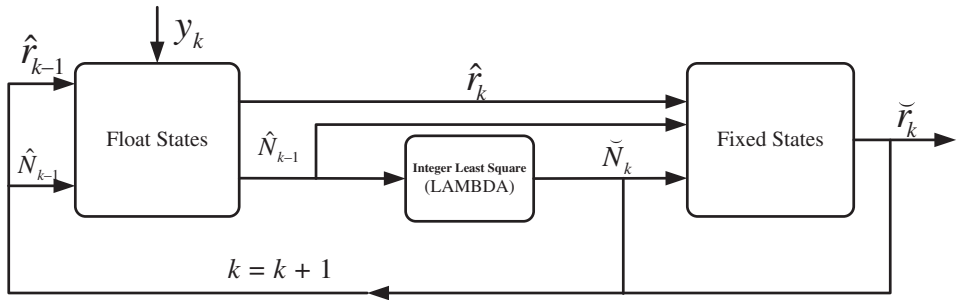 y_k
r̂_{k−1}
r̂_k
r̆_k
Float States
Fixed States
N̂_{k−1}
N̂_{k−1}
Integer Least Square
(LAMBDA)
N̆_k
k = k + 1